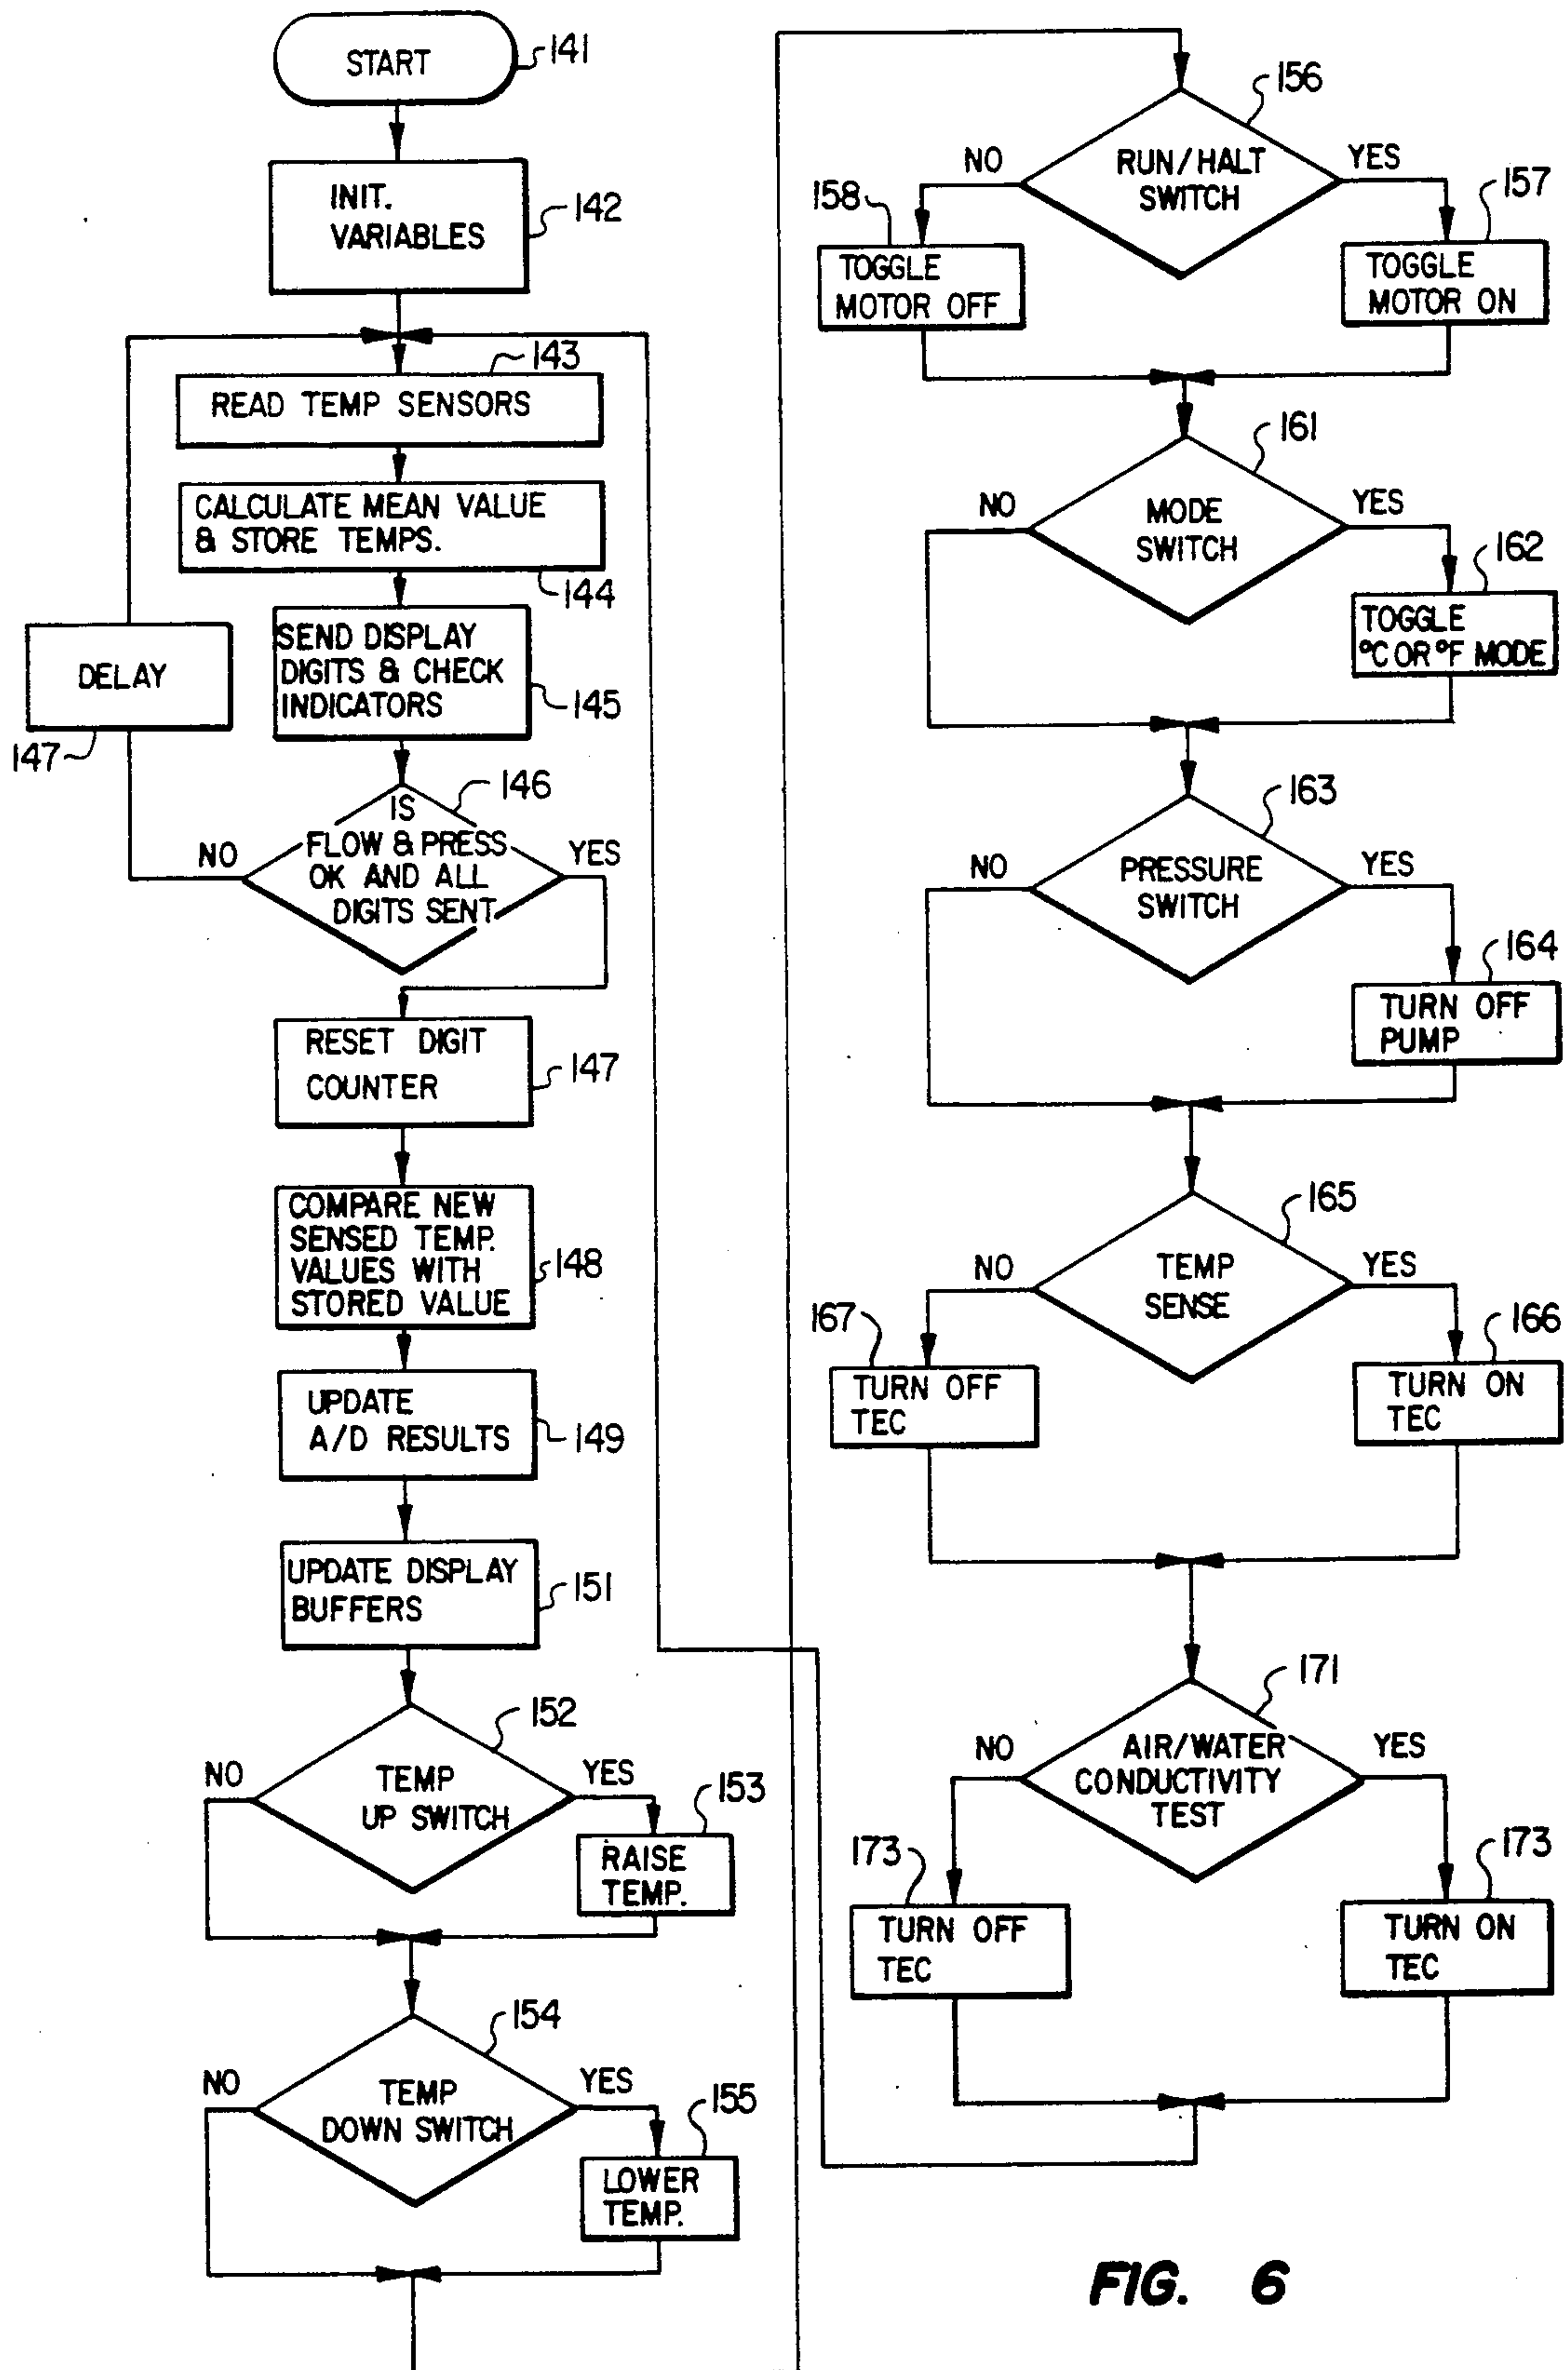 START
141
INIT.
VARIABLES
142
143
READ TEMP SENSORS
CALCULATE MEAN VALUE
& STORE TEMPS.
144
SEND DISPLAY
DIGITS & CHECK
INDICATORS
145
DELAY
147
146
IS
FLOW & PRESS
OK AND ALL
DIGITS SENT
NO
YES
RESET DIGIT
COUNTER
147
COMPARE NEW
SENSED TEMP.
VALUES WITH
STORED VALUE
148
UPDATE
A/D RESULTS
149
UPDATE DISPLAY
BUFFERS
151
152
NO
TEMP
UP SWITCH
YES
153
RAISE
TEMP.
154
NO
TEMP
DOWN SWITCH
YES
155
LOWER
TEMP.
156
NO
RUN/HALT
SWITCH
YES
158
TOGGLE
MOTOR OFF
157
TOGGLE
MOTOR ON
161
NO
MODE
SWITCH
YES
162
TOGGLE
°C OR °F MODE
163
NO
PRESSURE
SWITCH
YES
164
TURN OFF
PUMP
165
NO
TEMP
SENSE
YES
167
TURN OFF
TEC
166
TURN ON
TEC
171
NO
AIR/WATER
CONDUCTIVITY
TEST
YES
173
TURN OFF
TEC
173
TURN ON
TEC
FIG. 6